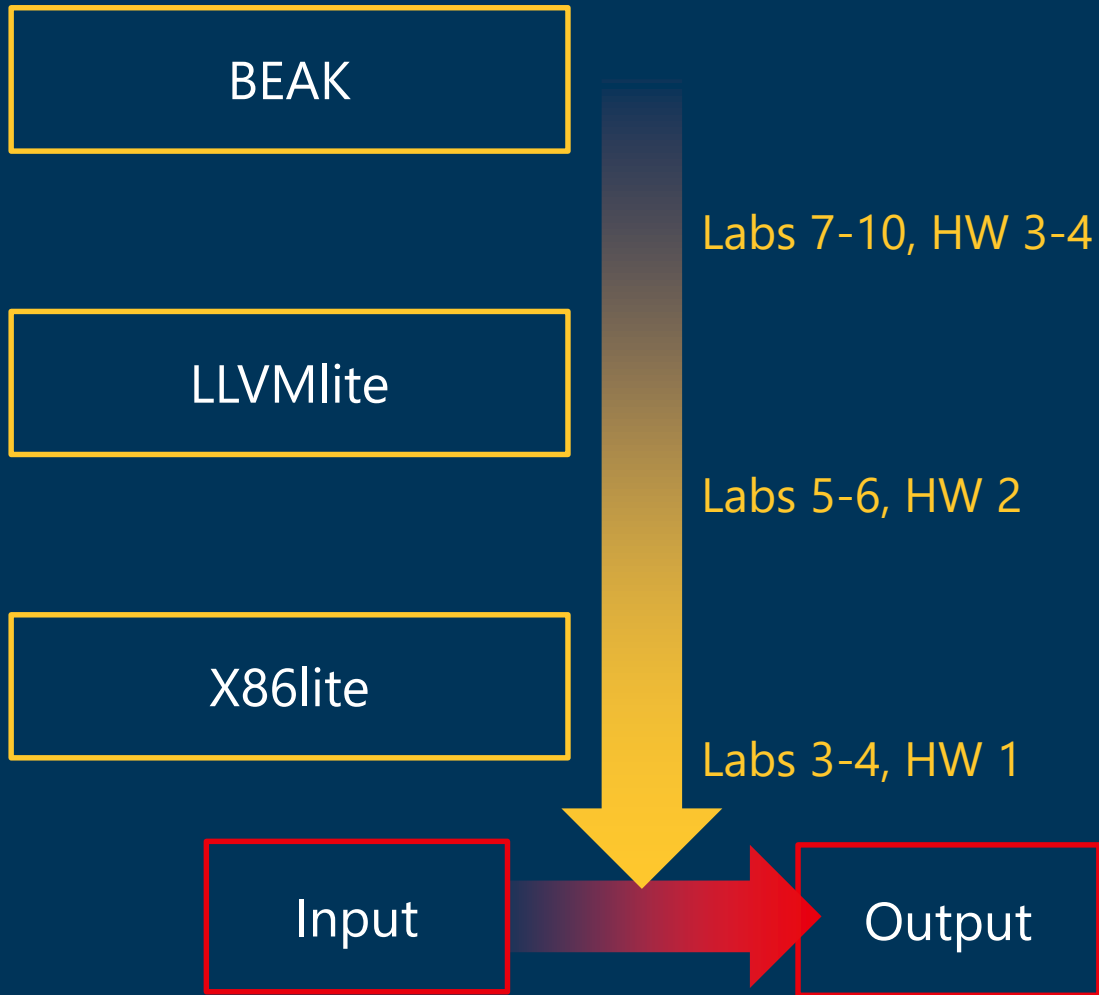 BEAK
Labs 7-10, HW 3-4
LLVMlite
Labs 5-6, HW 2
X86lite
Labs 3-4, HW 1
Input
Output